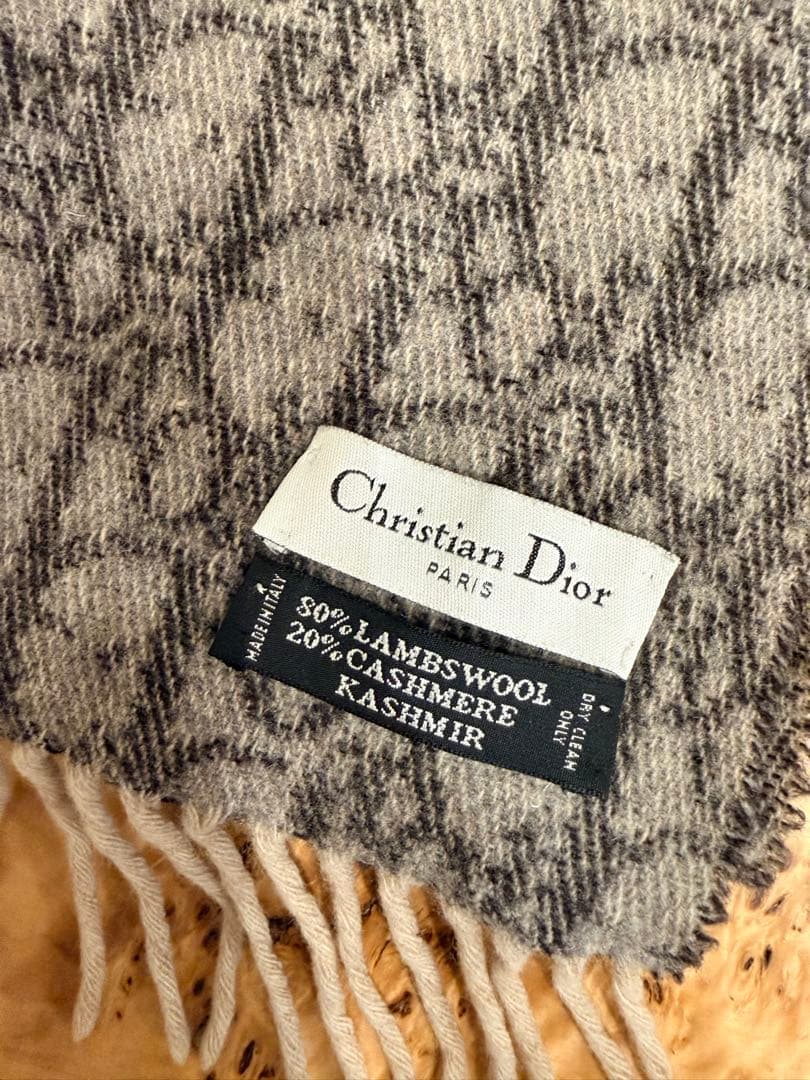 Christian Dior
PARIS
MADE IN ITALY
80% LAMBSWOOL
20% CASHMERE
KASHMIR
DRY CLEAN
ONLY